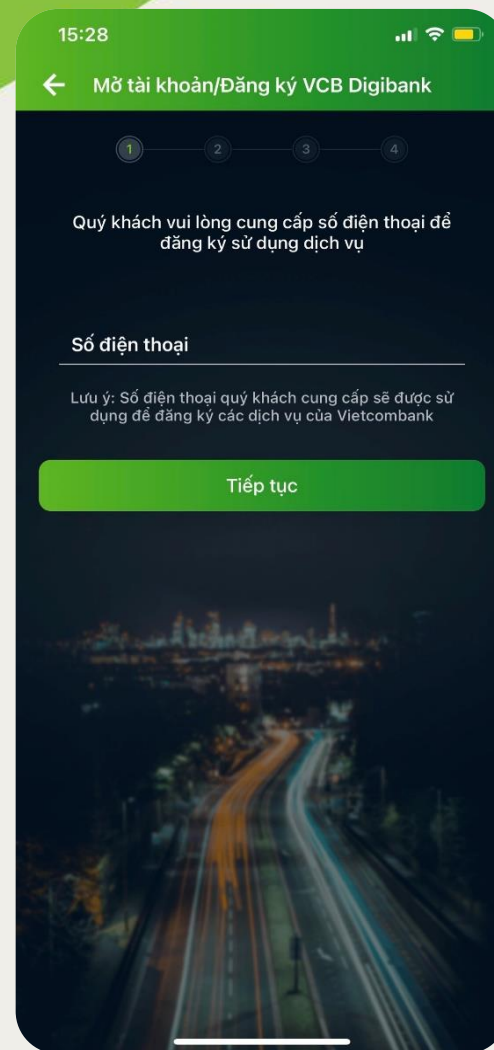 15:28
Mở tài khoản/Đăng ký VCB Digibank
1 2 3 4
Quý khách vui lòng cung cấp số điện thoại để
đăng ký sử dụng dịch vụ
Số điện thoại
Lưu ý: Số điện thoại quý khách cung cấp sẽ được sử
dụng để đăng ký các dịch vụ của Vietcombank
Tiếp tục